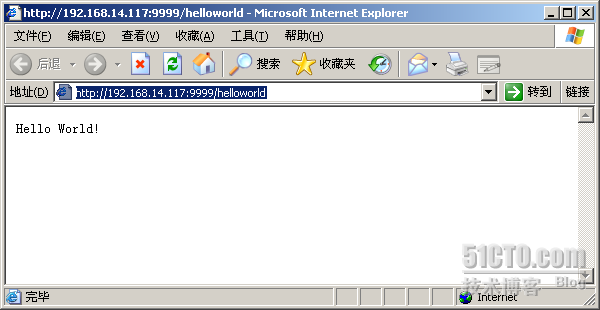 http://192.168.14.117:9999/helloworld - Microsoft Internet Explorer
文件(F) 编辑(E) 查看(V) 收藏(A) 工具(T) 帮助(H)
后退 搜索 收藏夹
地址(D) http://192.168.14.117:9999/helloworld 转到 链接
Hello World!
51CTO.com
技术博客 Blog
完毕 Internet